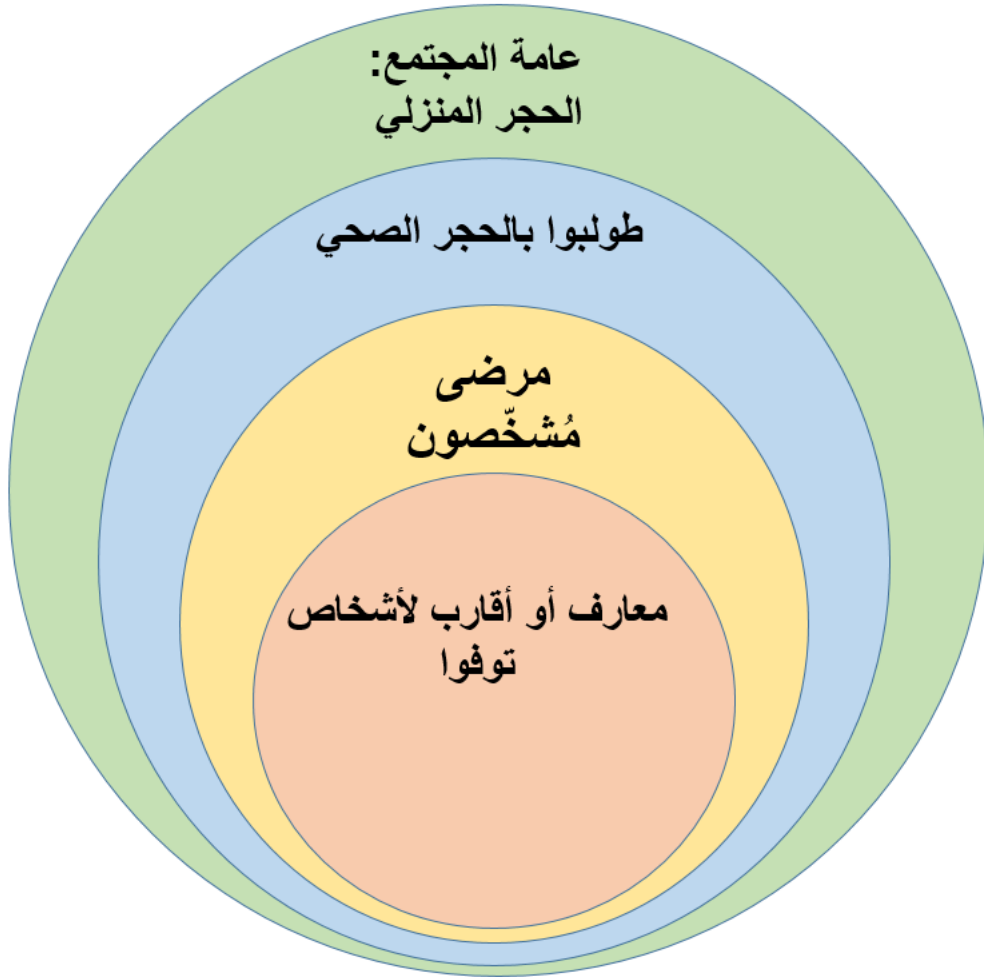 عامة المجتمع:
الحجر المنزلي
طولبوا بالحجر الصحي
مرضى
مُشخّصون
معارف أو أقارب لأشخاص
توفوا